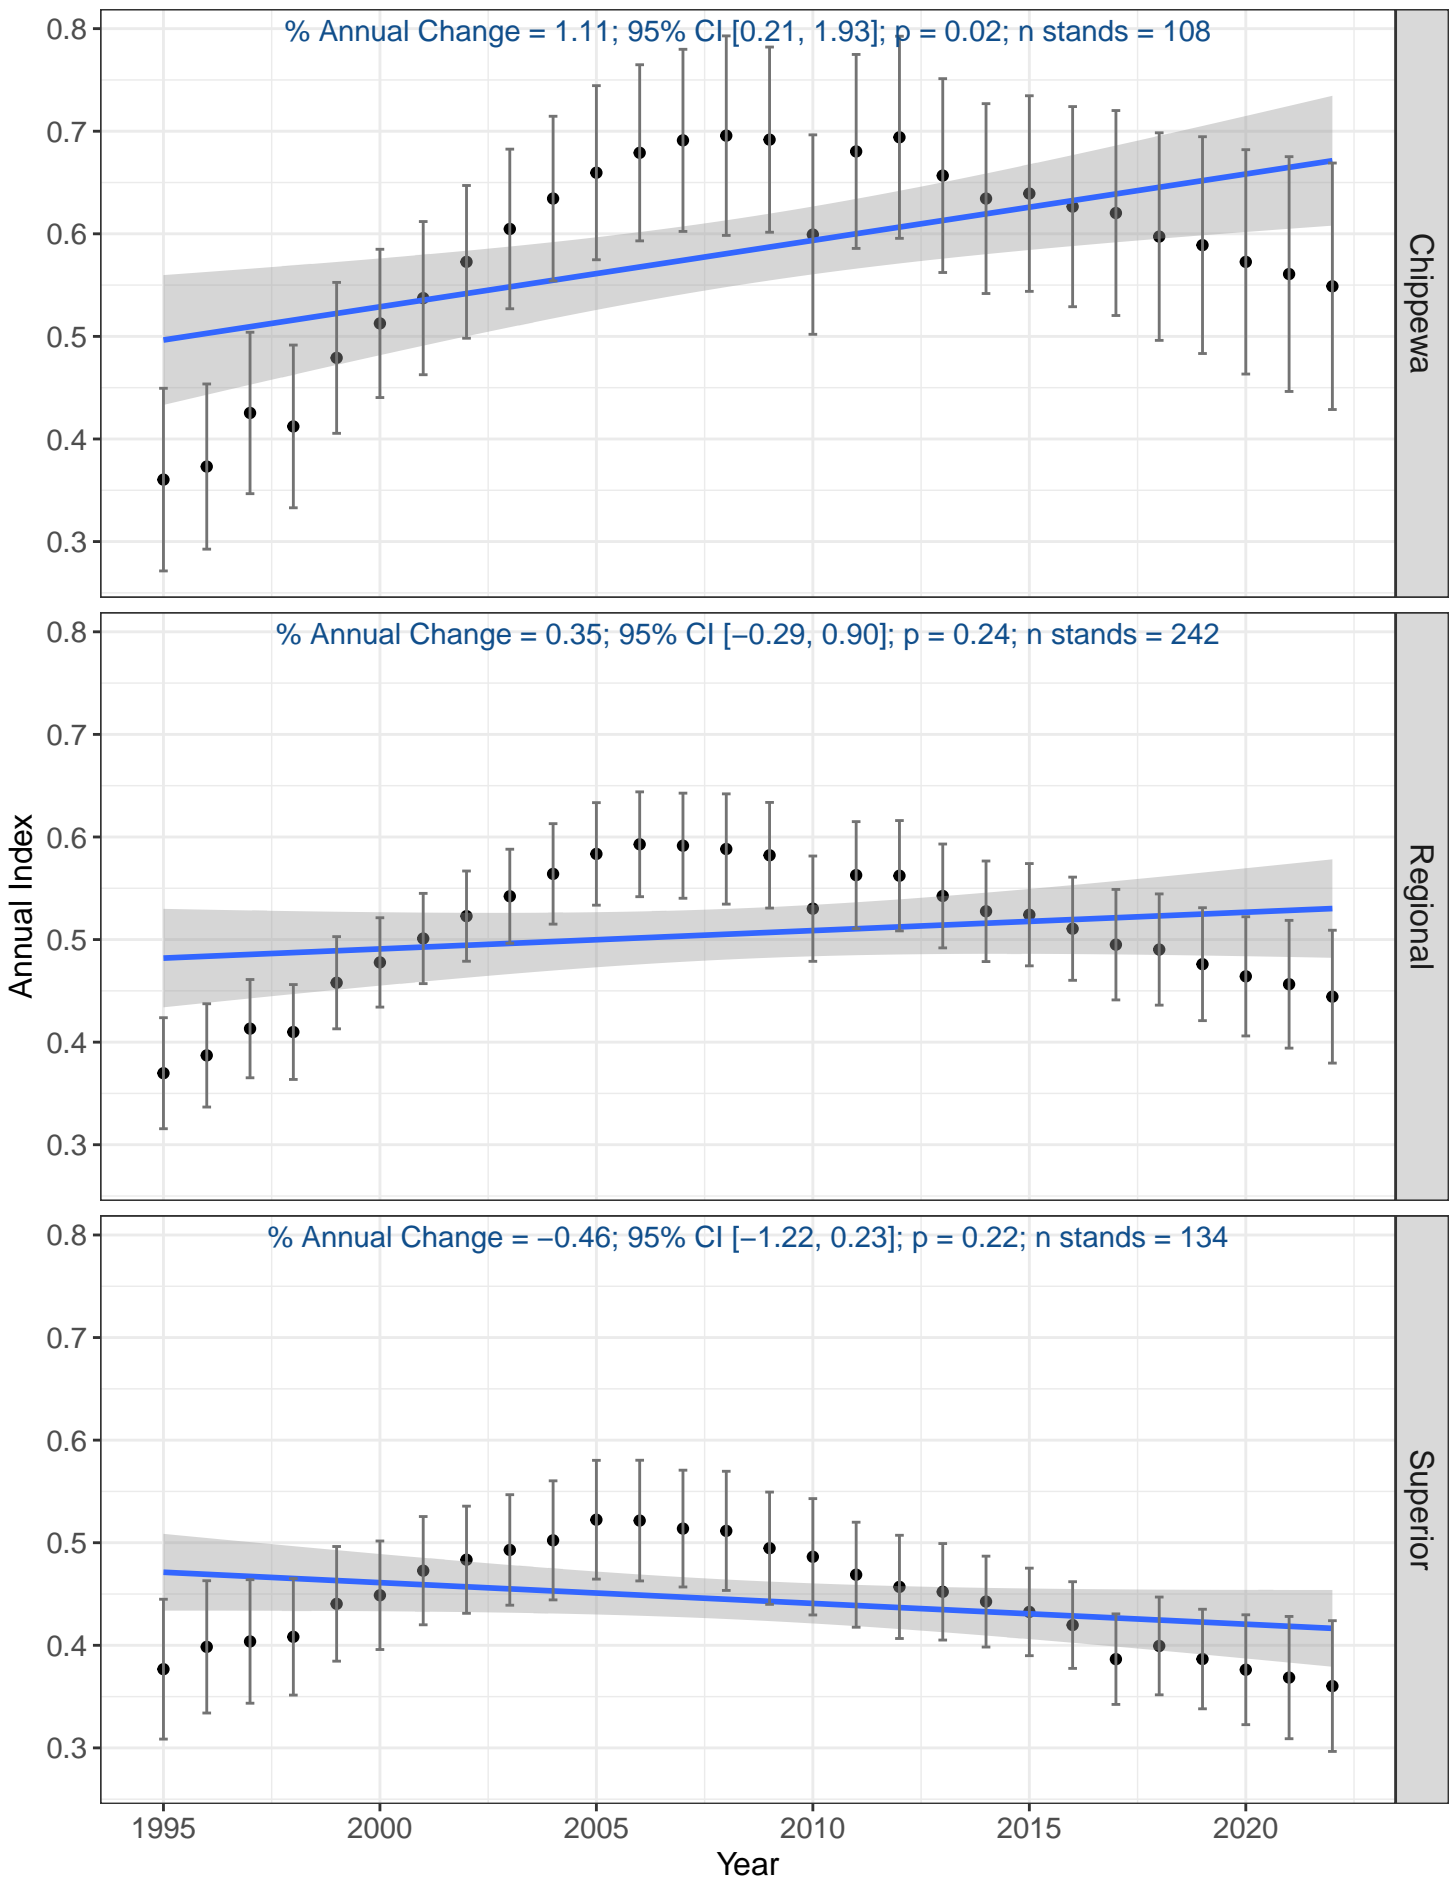 % Annual Change = 1.11; 95% CI [0.21, 1.93]; p = 0.02; n stands = 108
0.8
0.7
0.6
0.5
0.4
0.3
Chippewa
% Annual Change = 0.35; 95% CI [−0.29, 0.90]; p = 0.24; n stands = 242
0.8
0.7
0.6
0.5
0.4
0.3
Regional
Annual Index
% Annual Change = −0.46; 95% CI [−1.22, 0.23]; p = 0.22; n stands = 134
0.8
0.7
0.6
0.5
0.4
0.3
Superior
1995 2000 2005 2010 2015 2020
Year